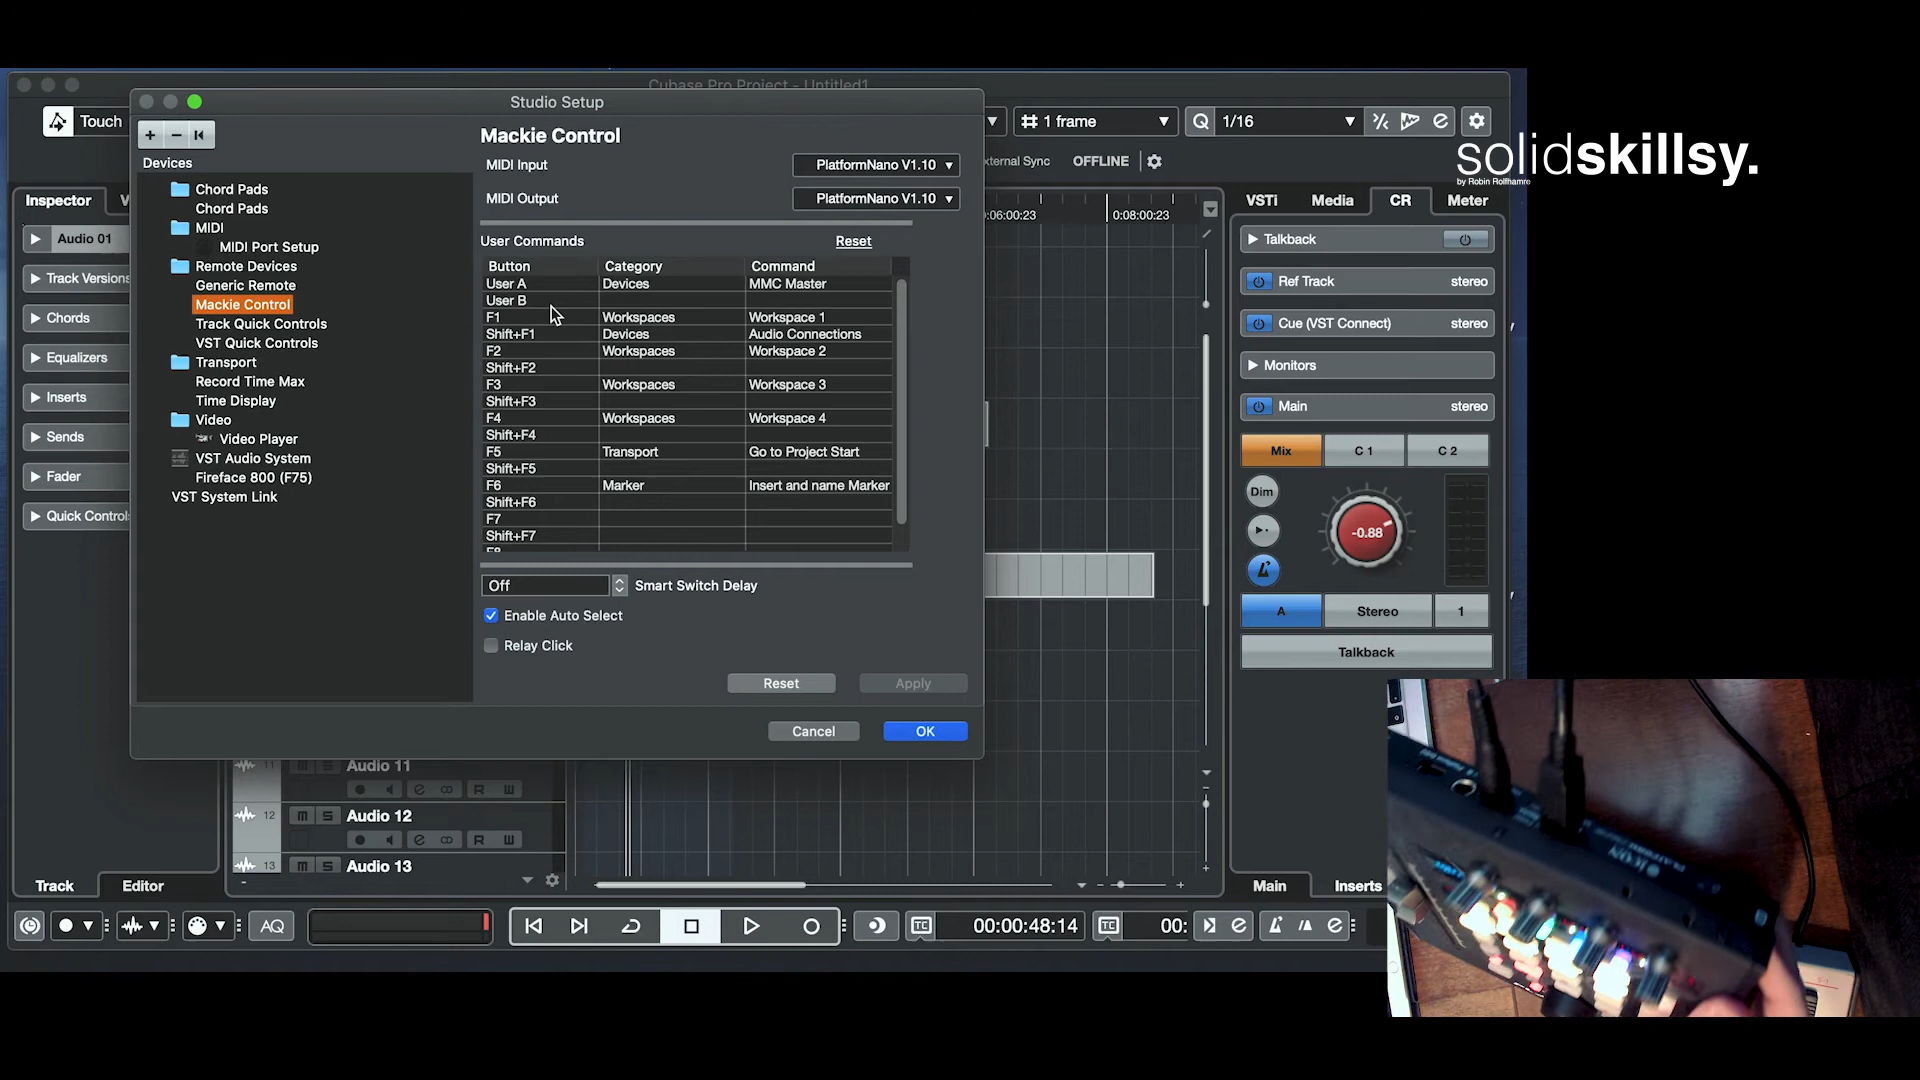 Cubase Pro Project - Untitled1
Studio Setup
Touch
1 frame
1/16
External Sync
OFFLINE
solidskillsy.
by Robin Rolfhamre
Devices
Chord Pads
Chord Pads
MIDI
MIDI Port Setup
Remote Devices
Generic Remote
Mackie Control
Track Quick Controls
VST Quick Controls
Transport
Record Time Max
Time Display
Video
Video Player
VST Audio System
Fireface 800 (F75)
VST System Link
Mackie Control
MIDI Input PlatformNano V1.10
MIDI Output PlatformNano V1.10
User Commands Reset
Button Category Command
User A Devices MMC Master
User B
F1 Workspaces Workspace 1
Shift+F1 Devices Audio Connections
F2 Workspaces Workspace 2
Shift+F2
F3 Workspaces Workspace 3
Shift+F3
F4 Workspaces Workspace 4
Shift+F4
F5 Transport Go to Project Start
Shift+F5
F6 Marker Insert and name Marker
Shift+F6
F7
Shift+F7
F8
Off Smart Switch Delay
Enable Auto Select
Relay Click
Reset Apply
Cancel OK
Inspector V
Audio 01
Track Versions
Chords
Equalizers
Inserts
Sends
Fader
Quick Control
Track Editor
:06:00:23 0:08:00:23
11 m S Audio 11
R W
12 m S Audio 12
R W
13 m S Audio 13
VSTi Media CR Meter
Talkback
Ref Track stereo
Cue (VST Connect) stereo
Monitors
Main stereo
Mix C 1 C 2
Dim
-0.88
A Stereo 1
Talkback
Main Inserts
AQ
TC 00:00:48:14 TC 00:
iCON